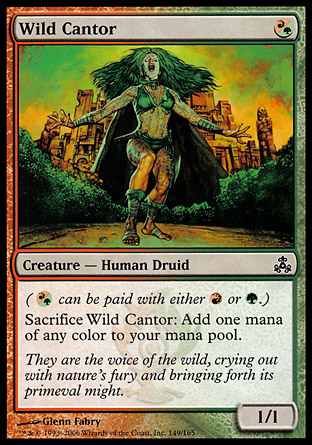 Wild Cantor
Creature — Human Druid
( can be paid with either or .)
Sacrifice Wild Cantor: Add one mana
of any color to your mana pool.
They are the voice of the wild, crying out
with nature's fury and bringing forth its
primeval might.
Glenn Fabry
™ & © 1993–2006 Wizards of the Coast, Inc. 149/165
1/1